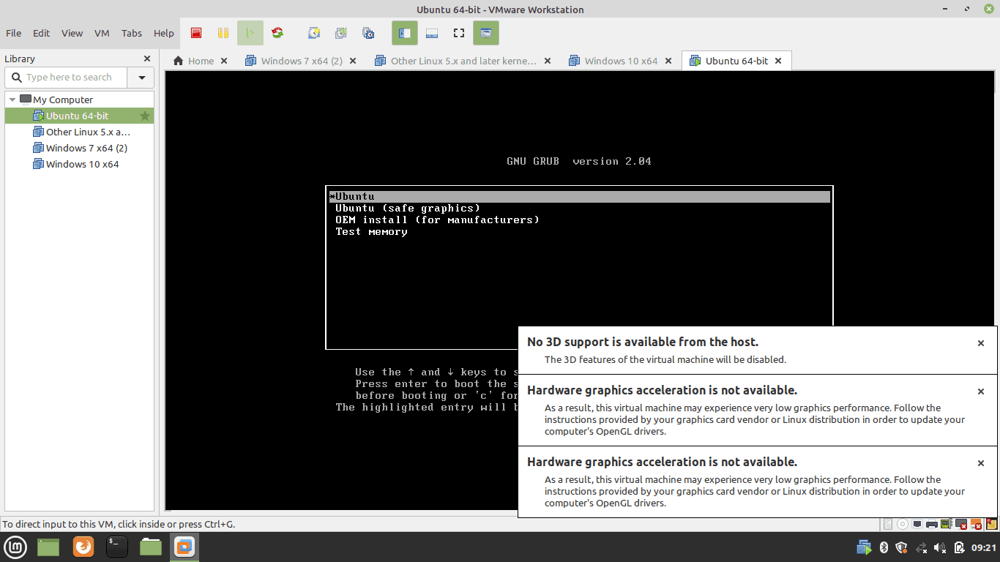 Ubuntu 64-bit - VMware Workstation
File Edit View VM Tabs Help
Library
Type here to search
Home
Windows 7 x64 (2)
Other Linux 5.x and later kerne...
Windows 10 x64
Ubuntu 64-bit
My Computer
Ubuntu 64-bit
Other Linux 5.x a...
Windows 7 x64 (2)
Windows 10 x64
GNU GRUB version 2.04
*Ubuntu
Ubuntu (safe graphics)
OEM install (for manufacturers)
Test memory
Use the ↑ and ↓ keys to s
Press enter to boot the s
before booting or `c' for
The highlighted entry will b
No 3D support is available from the host.
The 3D features of the virtual machine will be disabled.
Hardware graphics acceleration is not available.
As a result, this virtual machine may experience very low graphics performance. Follow the
instructions provided by your graphics card vendor or Linux distribution in order to update your
computer's OpenGL drivers.
Hardware graphics acceleration is not available.
As a result, this virtual machine may experience very low graphics performance. Follow the
instructions provided by your graphics card vendor or Linux distribution in order to update your
computer's OpenGL drivers.
To direct input to this VM, click inside or press Ctrl+G.
09:21